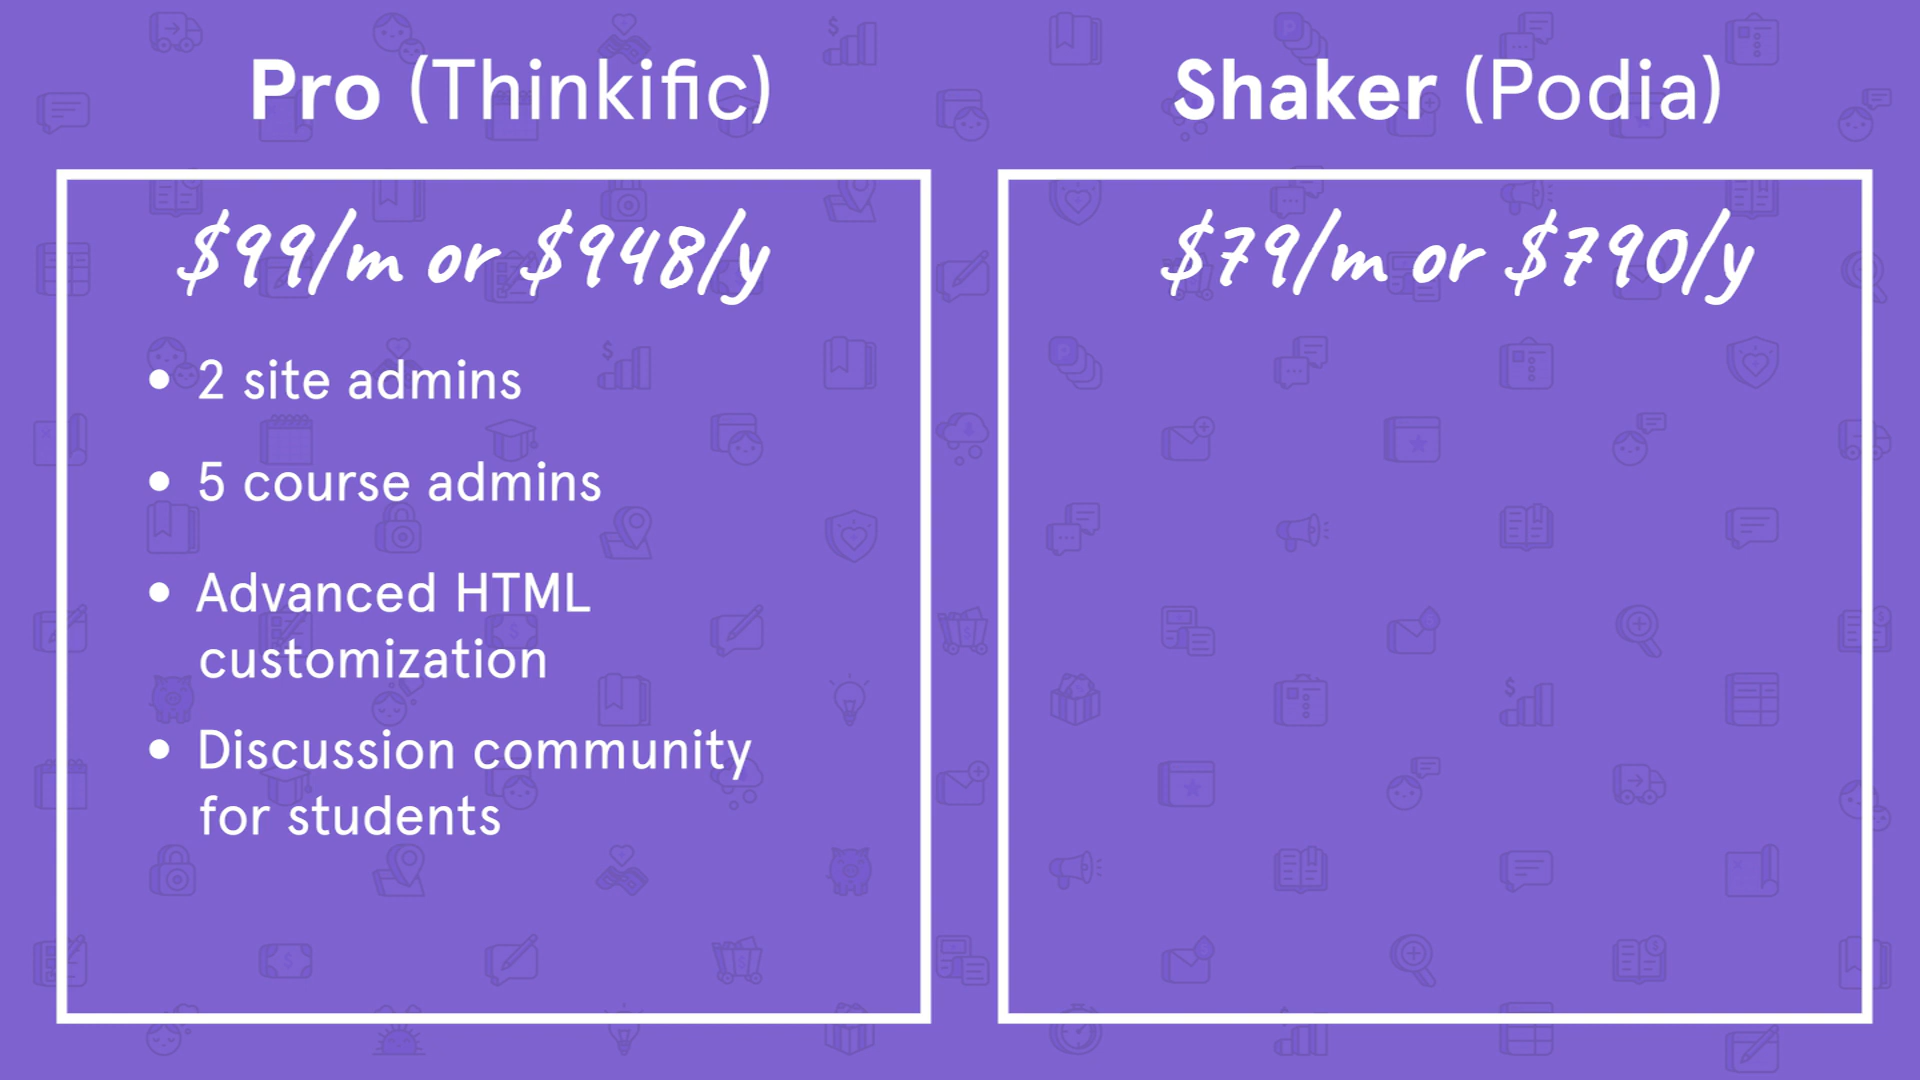 Pro (Thinkific)
$99/m or $948/y
• 2 site admins
• 5 course admins
• Advanced HTML
customization
• Discussion community
for students
Shaker (Podia)
$79/m or $790/y